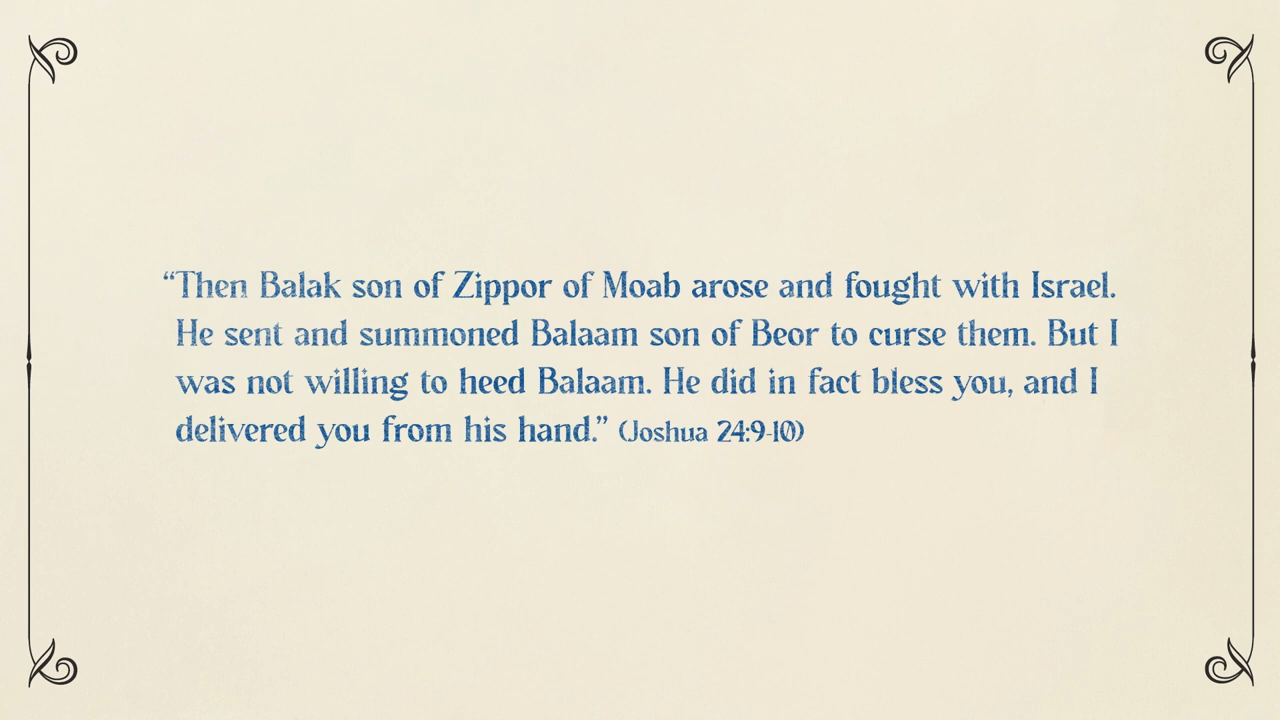 “Then Balak son of Zippor of Moab arose and fought with Israel.
He sent and summoned Balaam son of Beor to curse them. But I
was not willing to heed Balaam. He did in fact bless you, and I
delivered you from his hand.” (Joshua 24:9-10)